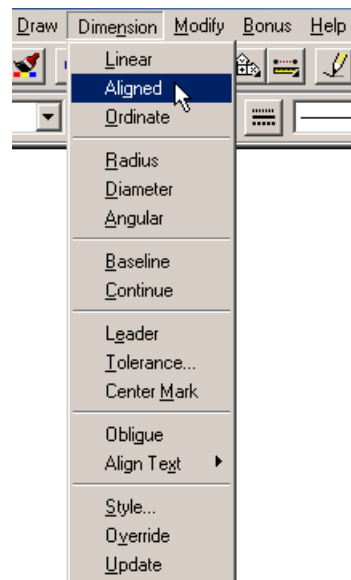 Draw Dimension Modify Bonus Help
Linear
Aligned
Ordinate
Radius
Diameter
Angular
Baseline
Continue
Leader
Tolerance...
Center Mark
Obligue
Align Text
Style...
Override
Update